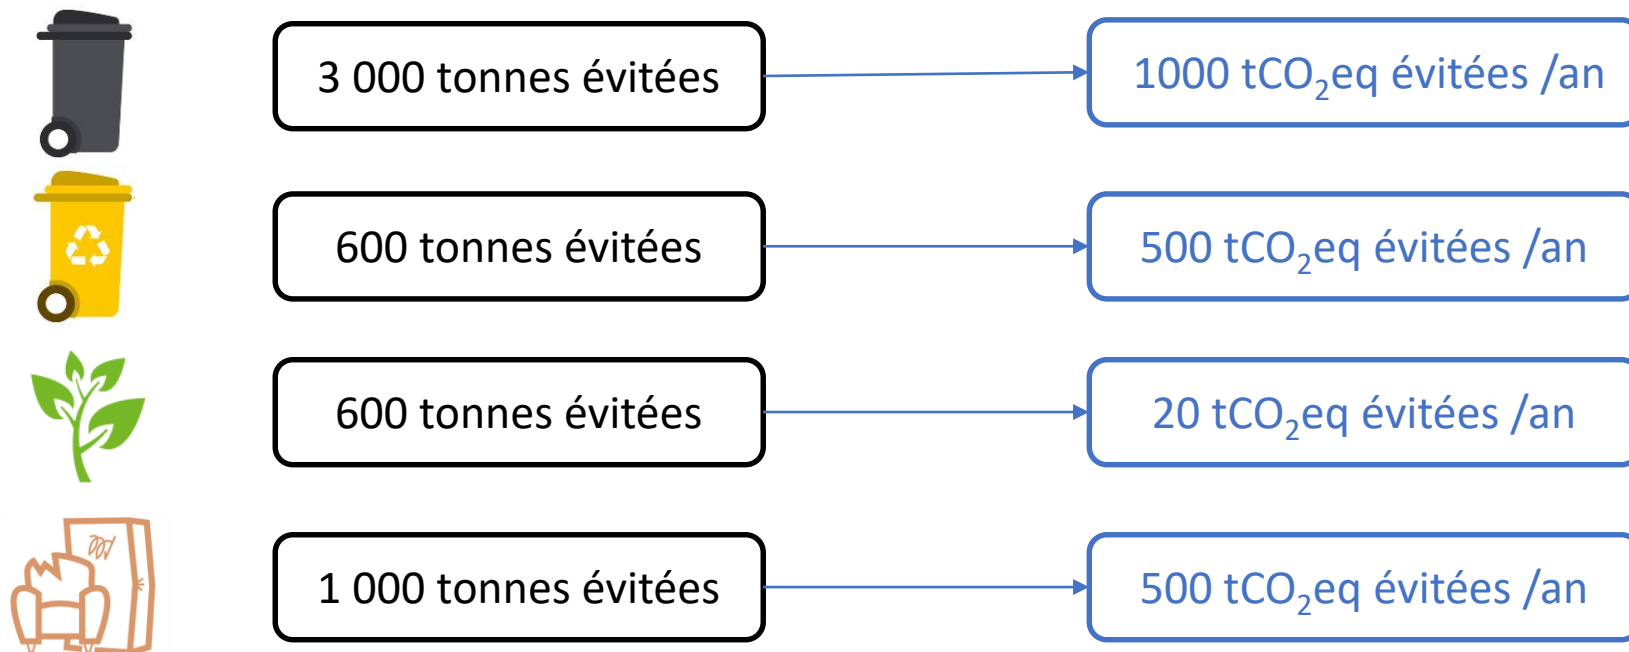 3 000 tonnes évitées
1000 tCO₂eq évitées /an
600 tonnes évitées
500 tCO₂eq évitées /an
600 tonnes évitées
20 tCO₂eq évitées /an
1 000 tonnes évitées
500 tCO₂eq évitées /an